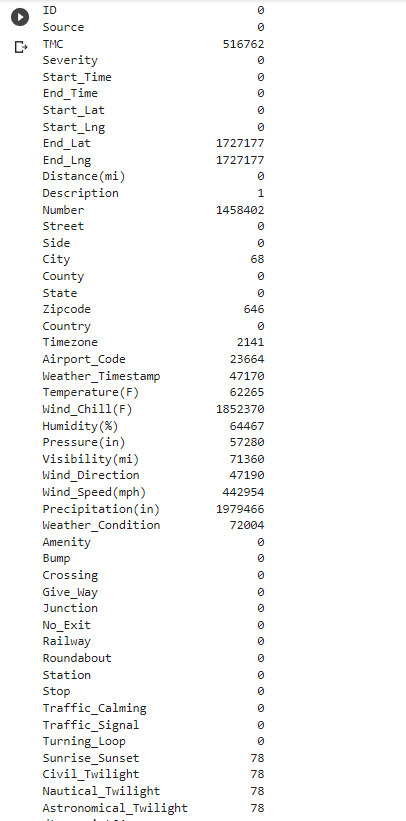 ID 0
Source 0
TMC 516762
Severity 0
Start_Time 0
End_Time 0
Start_Lat 0
Start_Lng 0
End_Lat 1727177
End_Lng 1727177
Distance(mi) 0
Description 1
Number 1458402
Street 0
Side 0
City 68
County 0
State 0
Zipcode 646
Country 0
Timezone 2141
Airport_Code 23664
Weather_Timestamp 47170
Temperature(F) 62265
Wind_Chill(F) 1852370
Humidity(%) 64467
Pressure(in) 57280
Visibility(mi) 71360
Wind_Direction 47190
Wind_Speed(mph) 442954
Precipitation(in) 1979466
Weather_Condition 72004
Amenity 0
Bump 0
Crossing 0
Give_Way 0
Junction 0
No_Exit 0
Railway 0
Roundabout 0
Station 0
Stop 0
Traffic_Calming 0
Traffic_Signal 0
Turning_Loop 0
Sunrise_Sunset 78
Civil_Twilight 78
Nautical_Twilight 78
Astronomical_Twilight 78